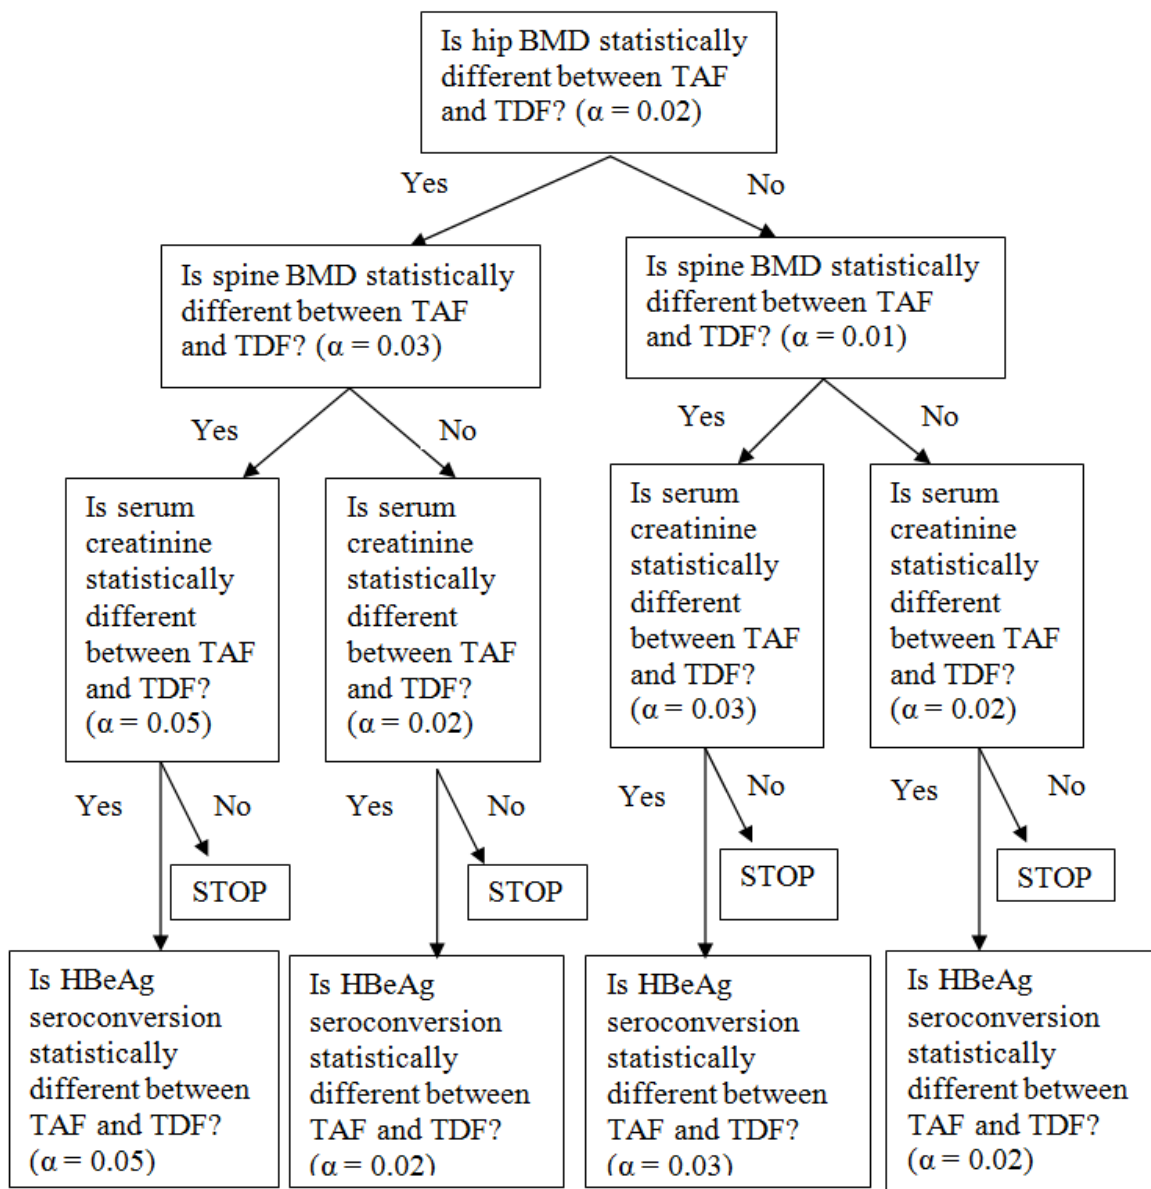 Is hip BMD statistically
different between TAF
and TDF? (α = 0.02)
Yes
No
Is spine BMD statistically
different between TAF
and TDF? (α = 0.03)
Is spine BMD statistically
different between TAF
and TDF? (α = 0.01)
Yes
No
Yes
No
Is serum
creatinine
statistically
different
between TAF
and TDF?
(α = 0.05)
Is serum
creatinine
statistically
different
between TAF
and TDF?
(α = 0.02)
Is serum
creatinine
statistically
different
between TAF
and TDF?
(α = 0.03)
Is serum
creatinine
statistically
different
between TAF
and TDF?
(α = 0.02)
Yes
No
Yes
No
Yes
No
Yes
No
STOP
STOP
STOP
STOP
Is HBeAg
seroconversion
statistically
different between
TAF and TDF?
(α = 0.05)
Is HBeAg
seroconversion
statistically
different between
TAF and TDF?
(α = 0.02)
Is HBeAg
seroconversion
statistically
different between
TAF and TDF?
(α = 0.03)
Is HBeAg
seroconversion
statistically
different between
TAF and TDF?
(α = 0.02)